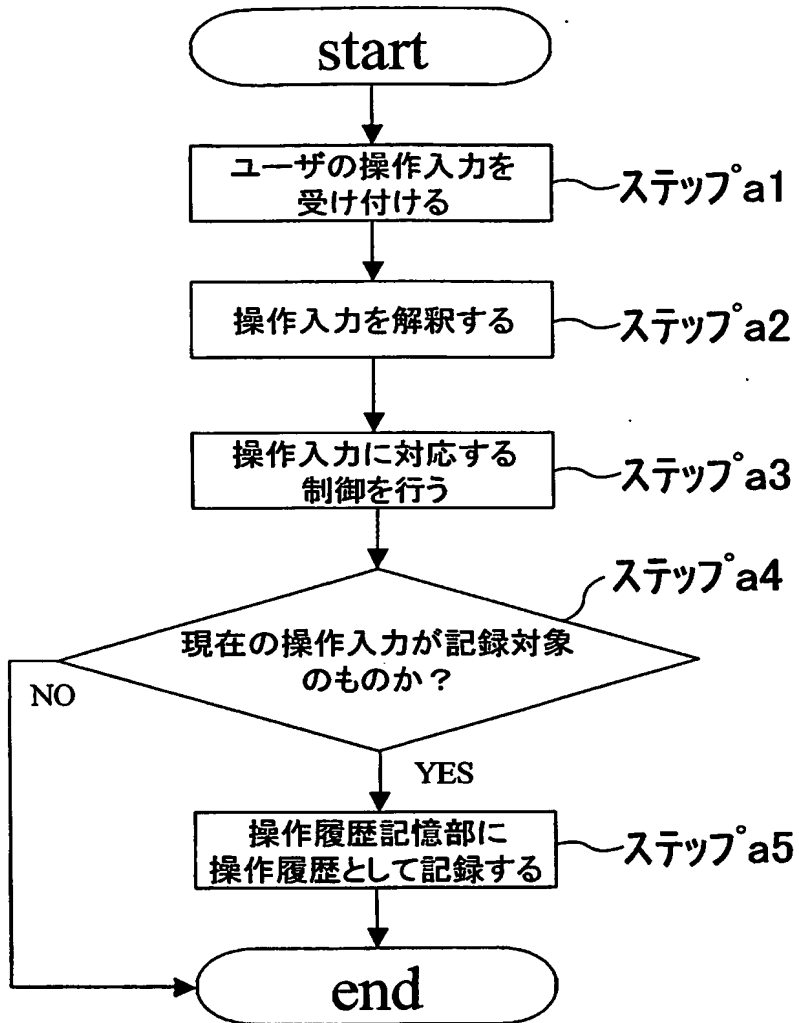 start
ユーザの操作入力を
受け付ける
ステップa1
操作入力を解釈する
ステップa2
操作入力に対応する
制御を行う
ステップa3
ステップa4
現在の操作入力が記録対象
のものか？
NO
YES
操作履歴記憶部に
操作履歴として記録する
ステップa5
end